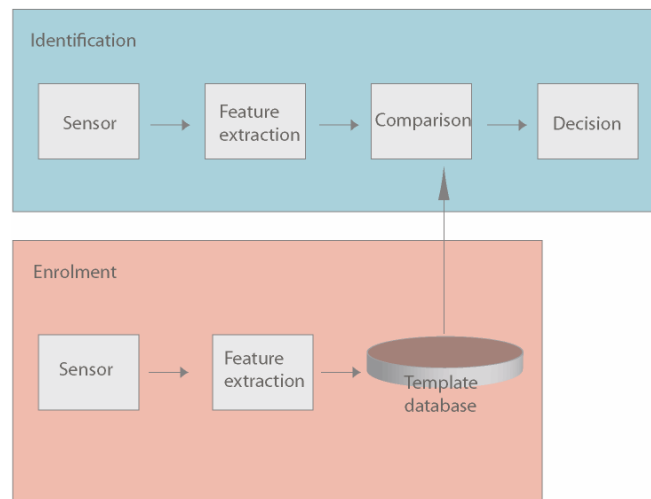 Identification
Sensor
Feature
extraction
Comparison
Decision
Enrolment
Sensor
Feature
extraction
Template
database